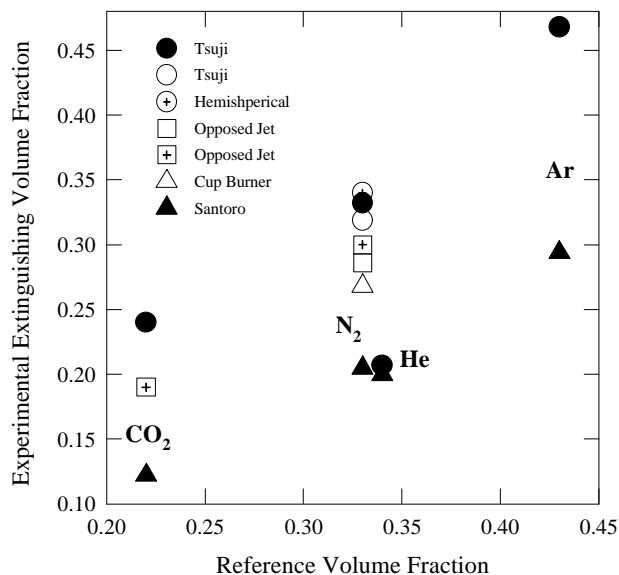 Experimental Extinguishing Volume Fraction
0.45
0.40
0.35
0.30
0.25
0.20
0.15
0.10
Tsuji
Tsuji
Hemishperical
Opposed Jet
Opposed Jet
Cup Burner
Santoro
Ar
N2
He
CO2
0.20 0.25 0.30 0.35 0.40 0.45
Reference Volume Fraction